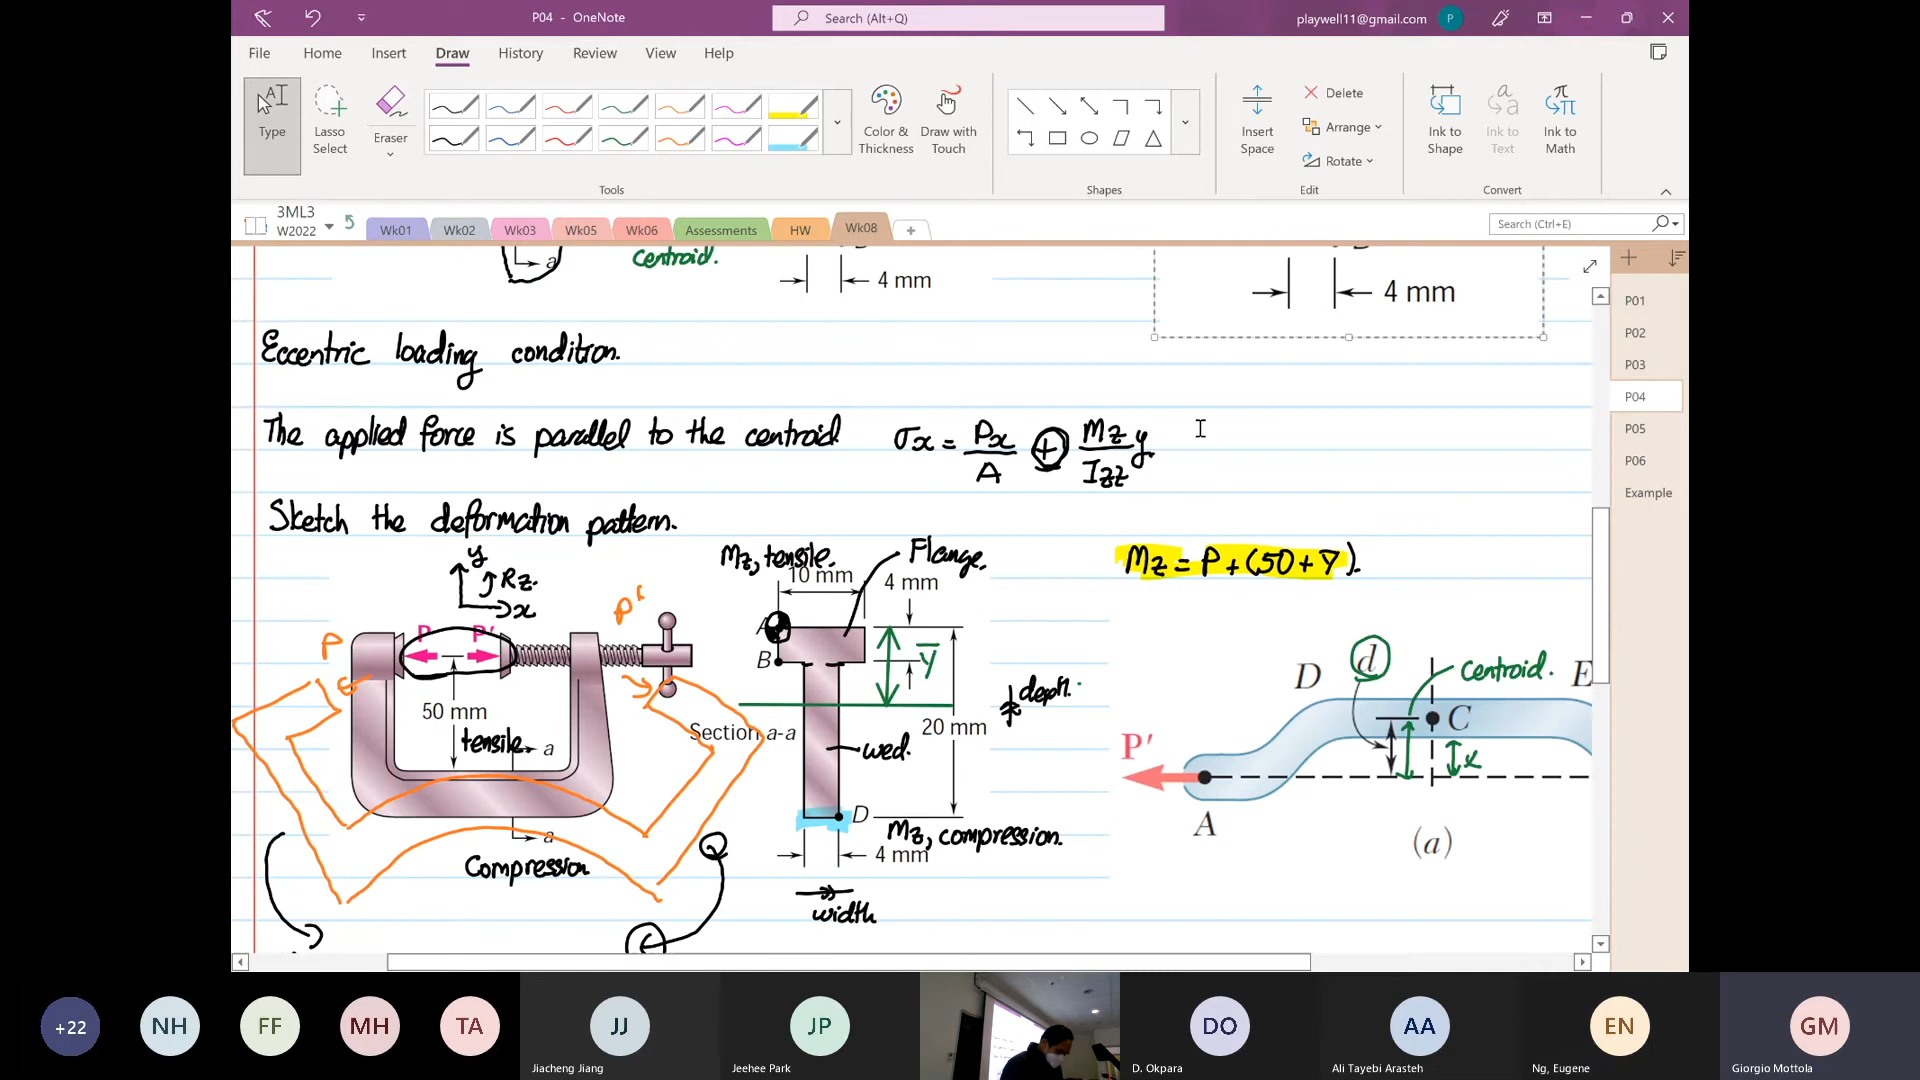 P04 - OneNote
Search (Alt+Q)
playwell11@gmail.com
P
File Home Insert Draw History Review View Help
Type
Lasso Select
Eraser
Color & Thickness
Draw with Touch
Insert Space
Delete
Arrange
Rotate
Ink to Shape
Ink to Text
Ink to Math
Tools
Shapes
Edit
Convert
3ML3
W2022
Wk01 Wk02 Wk03 Wk05 Wk06 Assessments HW Wk08 +
Search (Ctrl+E)
P01
P02
P03
P04
P05
P06
Example
a
centroid.
4 mm
4 mm
Eccentric loading condition.
The applied force is parallel to the centroid
σx = Px/A + Mz/Izz y
Sketch the deformation pattern.
y
Rz.
x
Mz, tensile.
Flange.
10 mm
4 mm
Mz = P + (50 + Y).
P
P'
P
P'
50 mm
tensile
a
a
Compression
A
B
Y
Section a-a
20 mm
wed.
deph.
D
Mz, compression.
4 mm
width
D
d
centroid.
E
C
P'
x
A
(a)
+22
NH
FF
MH
TA
JJ
Jiacheng Jiang
JP
Jeehee Park
DO
D. Okpara
AA
Ali Tayebi Arasteh
EN
Ng, Eugene
GM
Giorgio Mottola